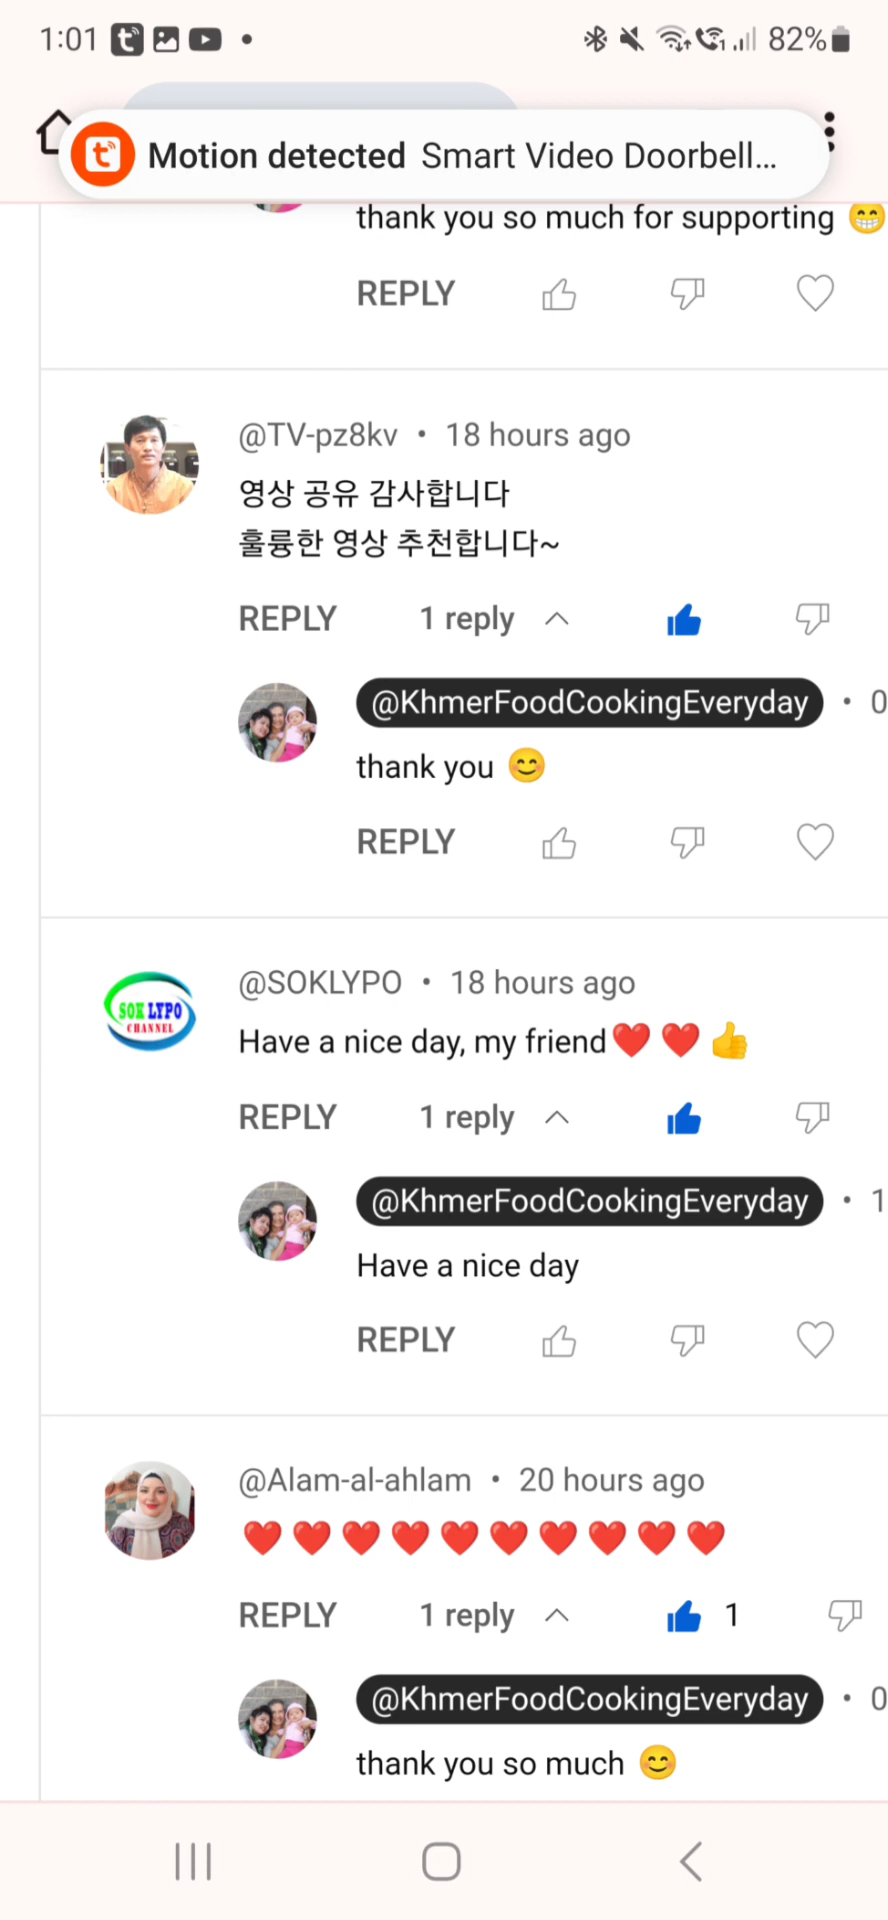 1:01
82%
Motion detected Smart Video Doorbell...
thank you so much for supporting 😁
REPLY
@TV-pz8kv • 18 hours ago
영상 공유 감사합니다
훌륭한 영상 추천합니다~
REPLY 1 reply
@KhmerFoodCookingEveryday • 0
thank you 😊
REPLY
SOK LYPO
CHANNEL
@SOKLYPO • 18 hours ago
Have a nice day, my friend❤️❤️👍
REPLY 1 reply
@KhmerFoodCookingEveryday • 1
Have a nice day
REPLY
@Alam-al-ahlam • 20 hours ago
❤️❤️❤️❤️❤️❤️❤️❤️❤️❤️
REPLY 1 reply 1
@KhmerFoodCookingEveryday • 0
thank you so much 😊